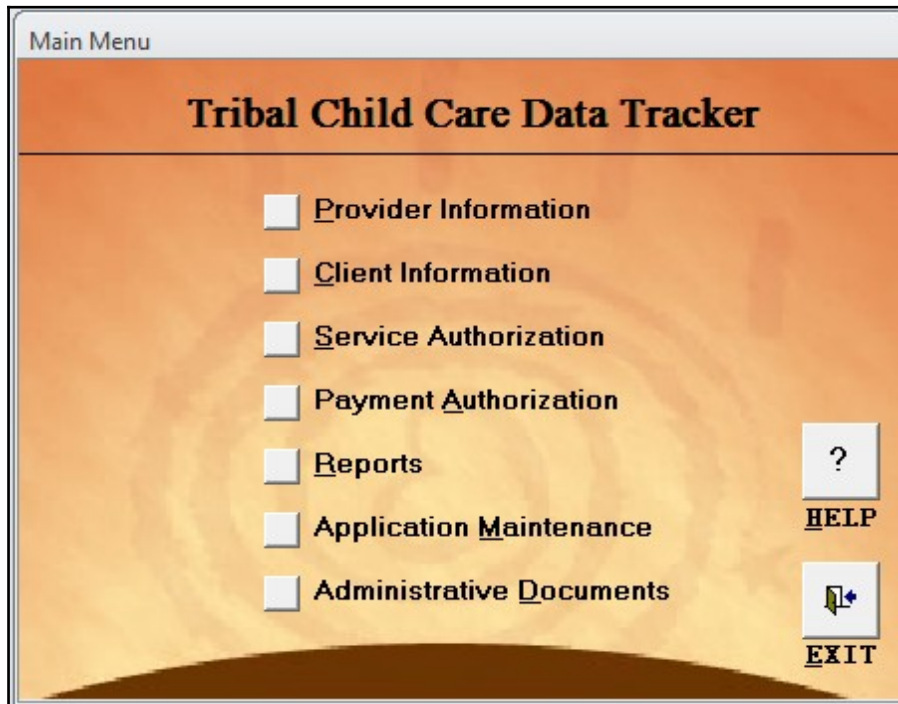 Main Menu
Tribal Child Care Data Tracker
Provider Information
Client Information
Service Authorization
Payment Authorization
Reports
Application Maintenance
Administrative Documents
?
HELP
EXIT